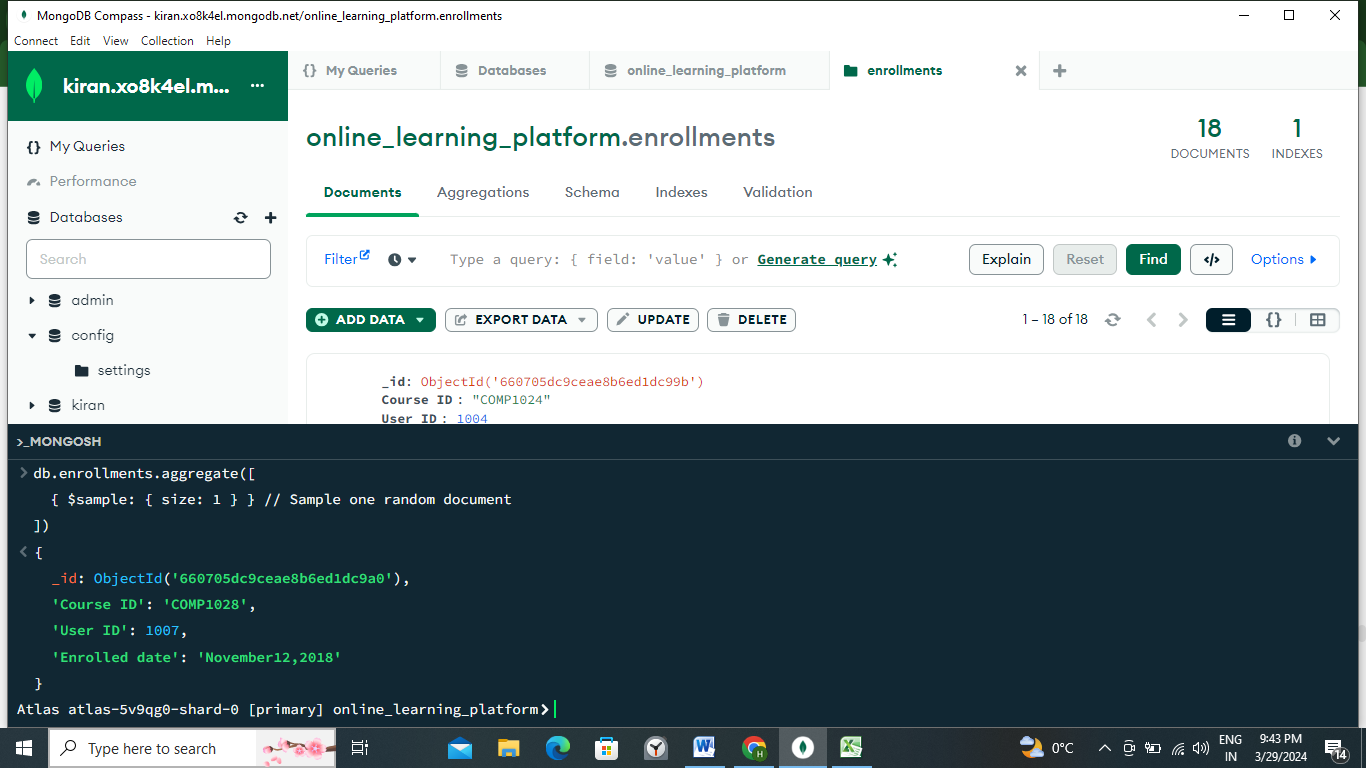 MongoDB Compass - kiran.xo8k4el.mongodb.net/online_learning_platform.enrollments
Connect Edit View Collection Help
kiran.xo8k4el.m... ...
{} My Queries
Performance
Databases
Search
admin
config
settings
kiran
{} My Queries Databases online_learning_platform enrollments
online_learning_platform.enrollments
18 DOCUMENTS
1 INDEXES
Documents Aggregations Schema Indexes Validation
Filter Type a query: { field: 'value' } or Generate query Explain Reset Find </> Options
ADD DATA EXPORT DATA UPDATE DELETE 1 – 18 of 18 {}
_id: ObjectId('660705dc9ceae8b6ed1dc99b')
Course ID : "COMP1024"
User ID : 1004
>_MONGOSH
> db.enrollments.aggregate([
{ $sample: { size: 1 } } // Sample one random document
])
< {
_id: ObjectId('660705dc9ceae8b6ed1dc9a0'),
'Course ID': 'COMP1028',
'User ID': 1007,
'Enrolled date': 'November12,2018'
}
Atlas atlas-5v9qg0-shard-0 [primary] online_learning_platform>
Type here to search
0°C
ENG
IN
9:43 PM
3/29/2024
14